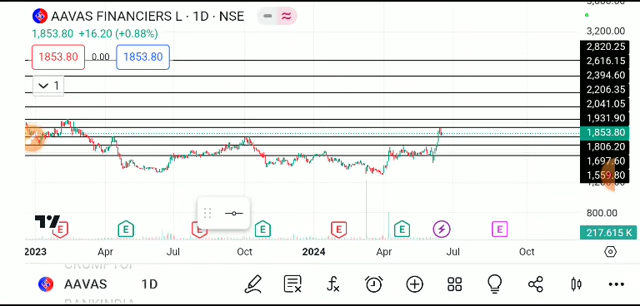 AAVAS FINANCIERS L · 1D · NSE
1,853.80 +16.20 (+0.88%)
1853.80 0.00 1853.80
1
3,200.00
2,820.25
2,616.15
2,394.60
2,206.35
2,041.05
1,931.90
1,853.80
1,806.20
1,697.60
1,559.80
800.00
217.615 K
E E E E E E E
2023 Apr Jul Oct 2024 Apr Jul Oct
AAVAS 1D